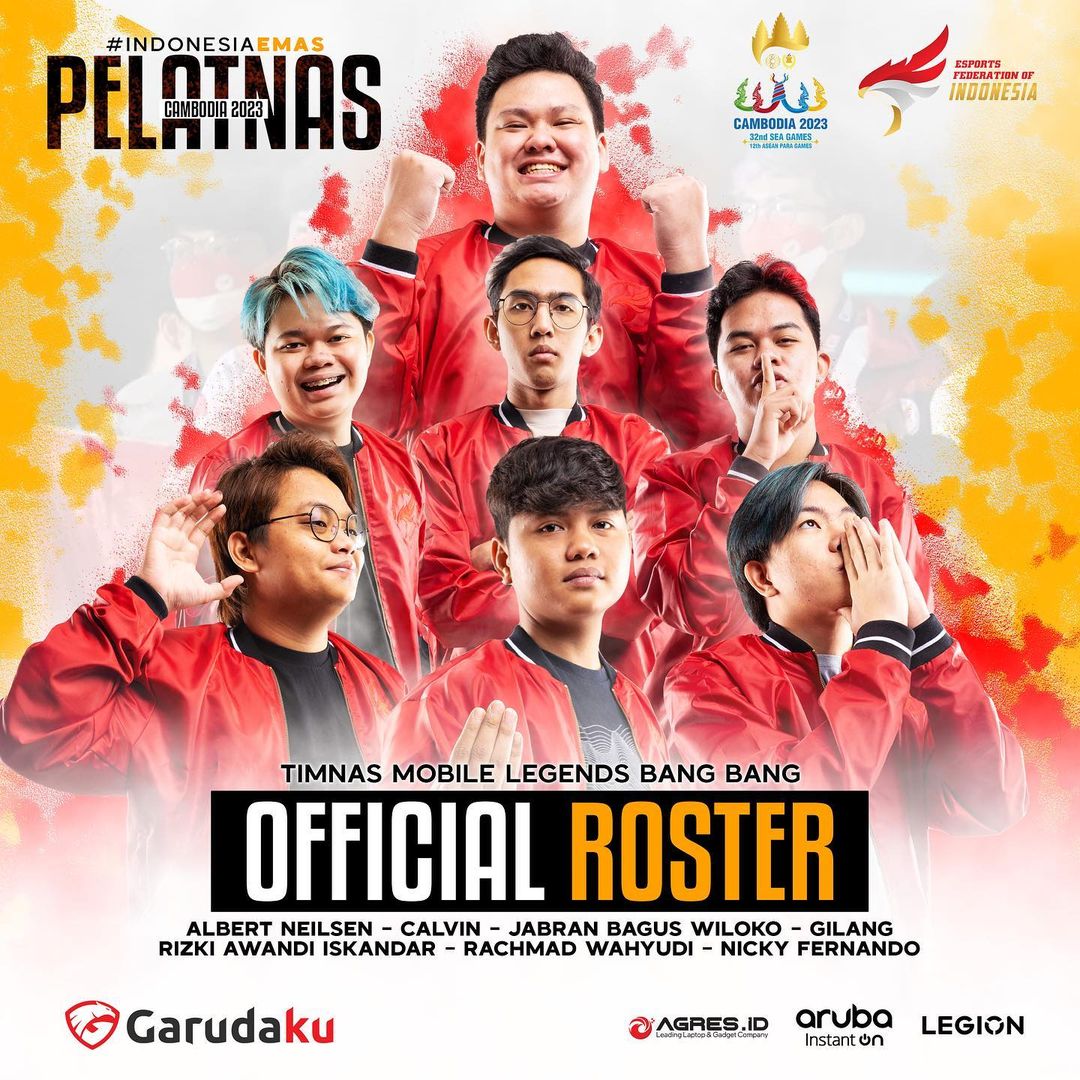 #INDONESIAEMAS
PELATNAS
CAMBODIA 2023
CAMBODIA 2023
32nd SEA GAMES
12th ASEAN PARA GAMES
ESPORTS
FEDERATION OF
INDONESIA
TIMNAS MOBILE LEGENDS BANG BANG
OFFICIAL ROSTER
ALBERT NEILSEN - CALVIN - JABRAN BAGUS WILOKO - GILANG
RIZKI AWANDI ISKANDAR - RACHMAD WAHYUDI - NICKY FERNANDO
Garudaku
AGRES.ID
Leading Laptop & Gadget Company
aruba
Instant on
LEGION